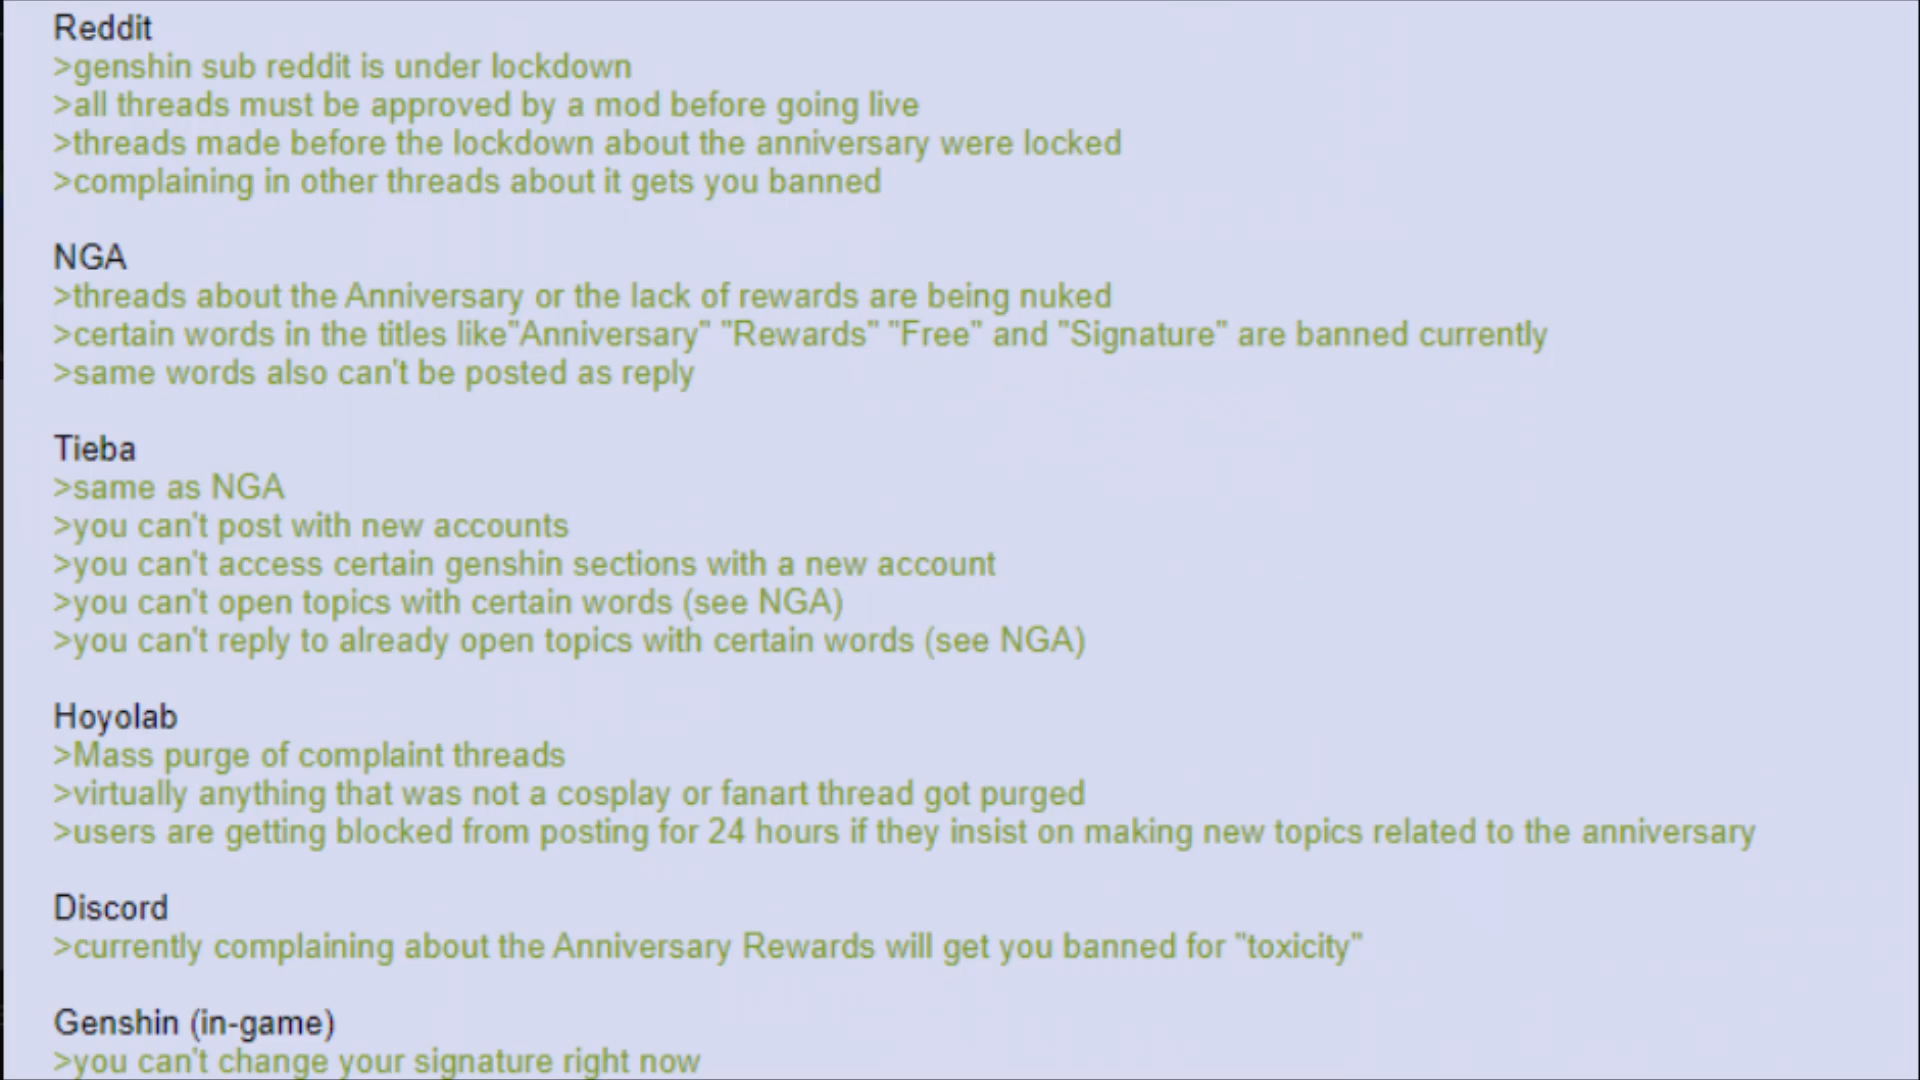 Reddit
>genshin sub reddit is under lockdown
>all threads must be approved by a mod before going live
>threads made before the lockdown about the anniversary were locked
>complaining in other threads about it gets you banned
NGA
>threads about the Anniversary or the lack of rewards are being nuked
>certain words in the titles like"Anniversary" "Rewards" "Free" and "Signature" are banned currently
>same words also can't be posted as reply
Tieba
>same as NGA
>you can't post with new accounts
>you can't access certain genshin sections with a new account
>you can't open topics with certain words (see NGA)
>you can't reply to already open topics with certain words (see NGA)
Hoyolab
>Mass purge of complaint threads
>virtually anything that was not a cosplay or fanart thread got purged
>users are getting blocked from posting for 24 hours if they insist on making new topics related to the anniversary
Discord
>currently complaining about the Anniversary Rewards will get you banned for "toxicity"
Genshin (in-game)
>you can't change your signature right now